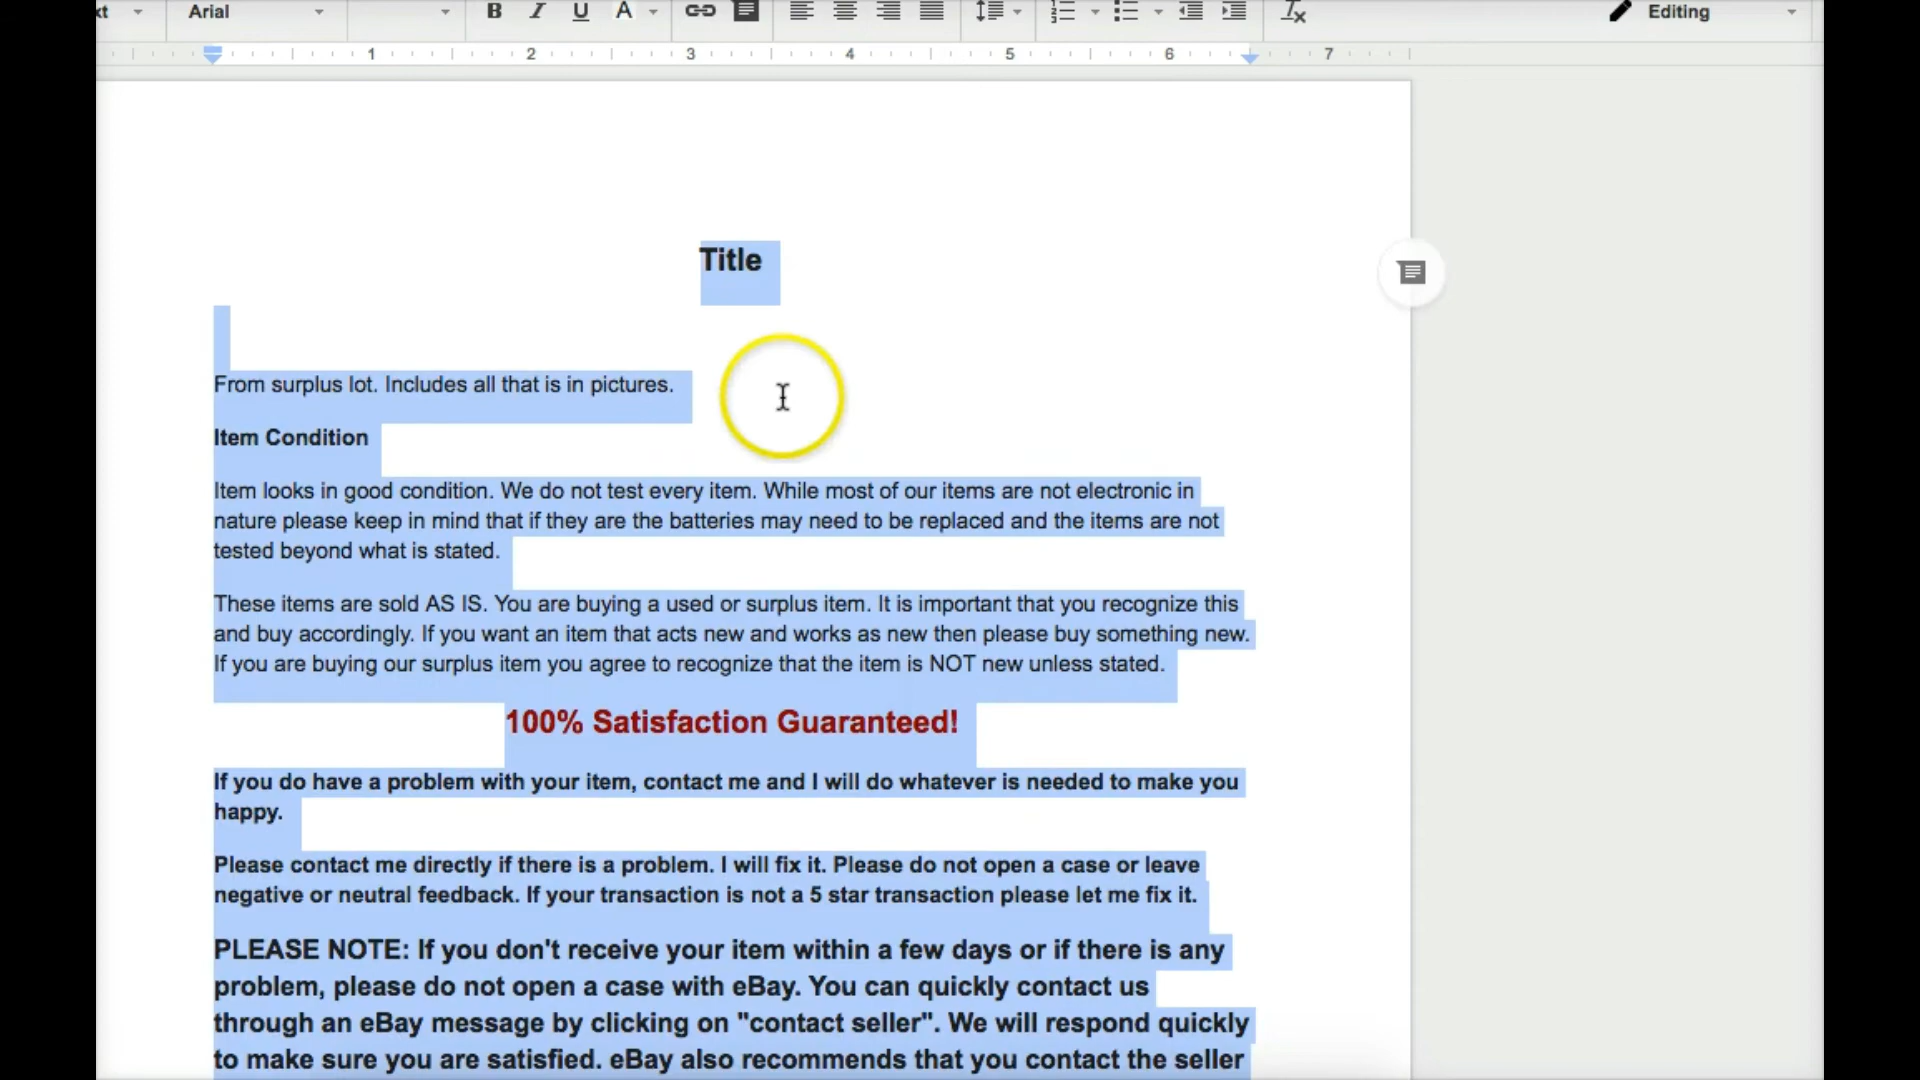 xt Arial B I U A Editing
1 2 3 4 5 6 7
Title
From surplus lot. Includes all that is in pictures.
Item Condition
Item looks in good condition. We do not test every item. While most of our items are not electronic in
nature please keep in mind that if they are the batteries may need to be replaced and the items are not
tested beyond what is stated.
These items are sold AS IS. You are buying a used or surplus item. It is important that you recognize this
and buy accordingly. If you want an item that acts new and works as new then please buy something new.
If you are buying our surplus item you agree to recognize that the item is NOT new unless stated.
100% Satisfaction Guaranteed!
If you do have a problem with your item, contact me and I will do whatever is needed to make you
happy.
Please contact me directly if there is a problem. I will fix it. Please do not open a case or leave
negative or neutral feedback. If your transaction is not a 5 star transaction please let me fix it.
PLEASE NOTE: If you don't receive your item within a few days or if there is any
problem, please do not open a case with eBay. You can quickly contact us
through an eBay message by clicking on "contact seller". We will respond quickly
to make sure you are satisfied. eBay also recommends that you contact the seller